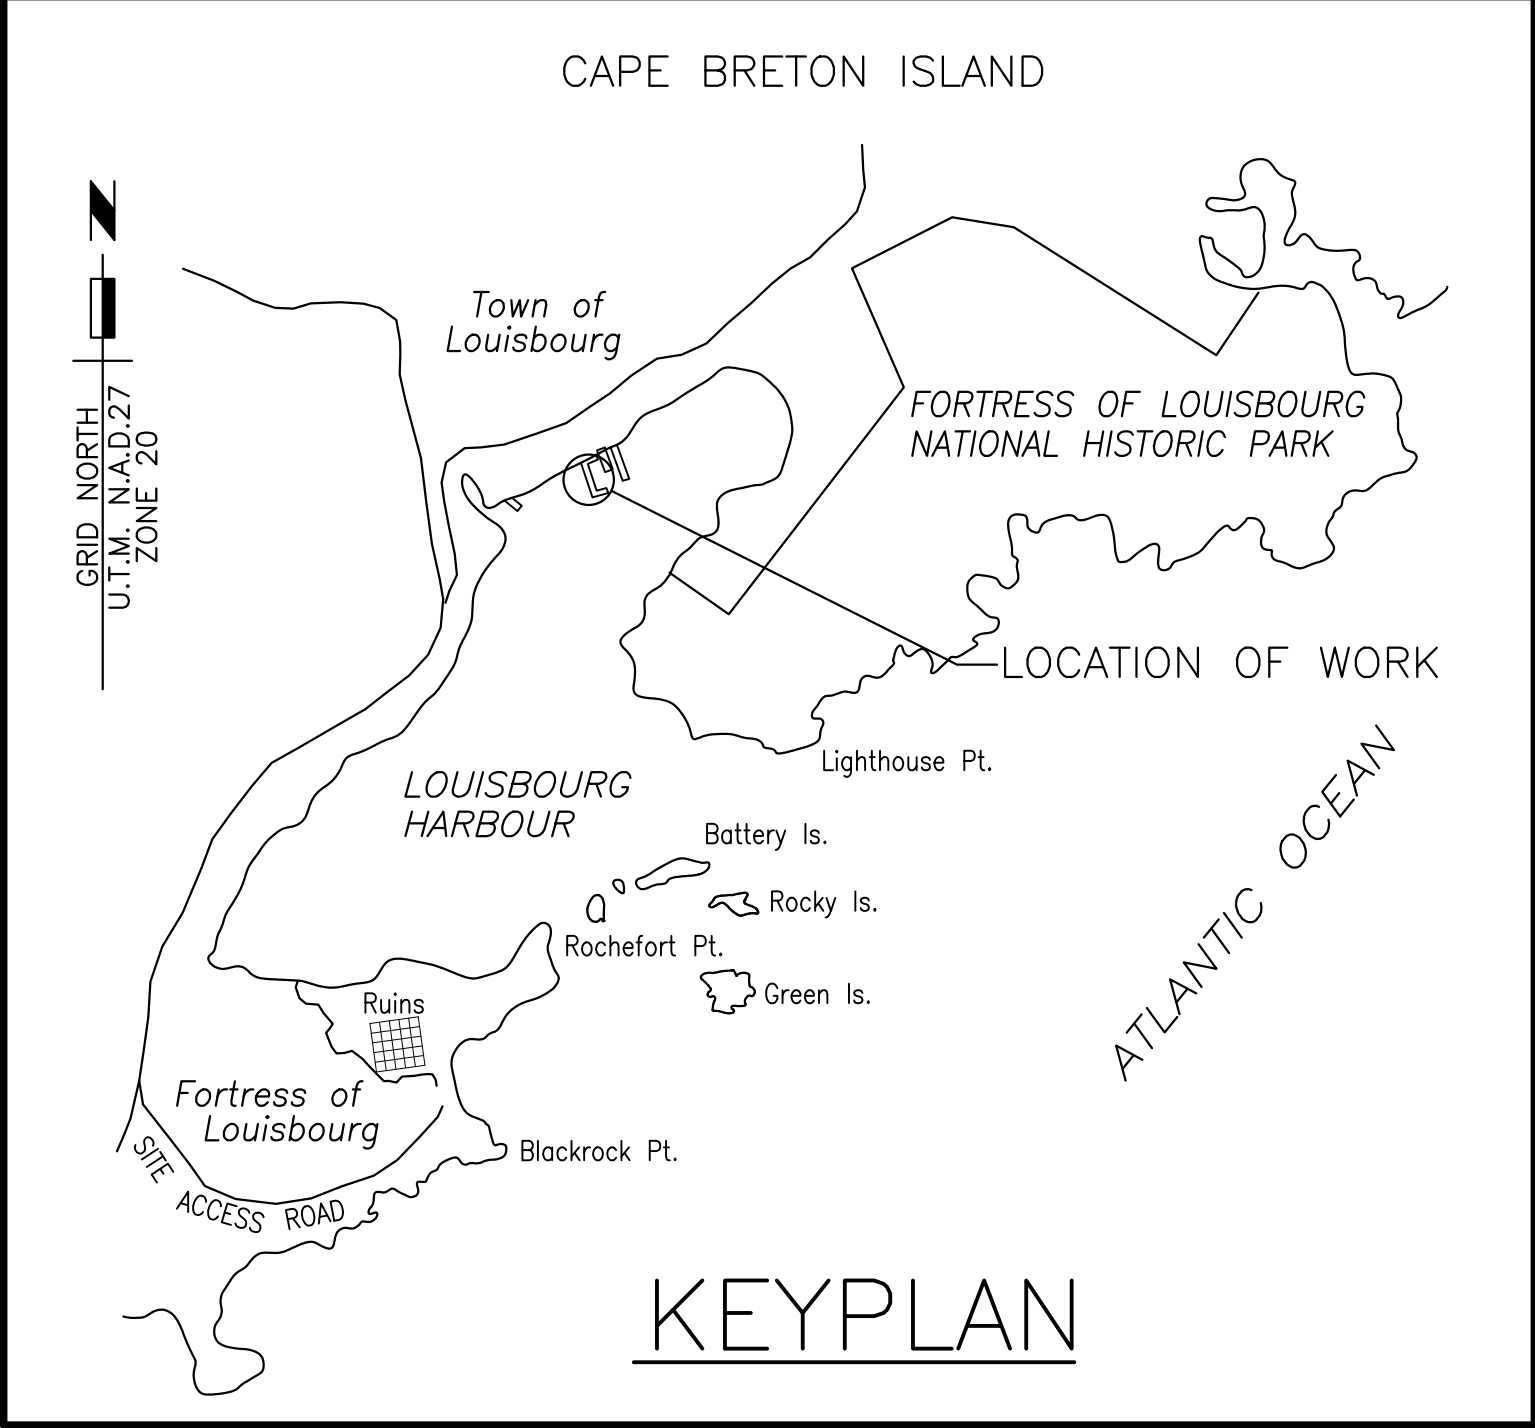 CAPE BRETON ISLAND
N
Town of
Louisbourg
GRID NORTH
U.T.M. N.A.D.27
ZONE 20
FORTRESS OF LOUISBOURG
NATIONAL HISTORIC PARK
LOCATION OF WORK
Lighthouse Pt.
LOUISBOURG
HARBOUR
ATLANTIC OCEAN
Battery Is.
Rocky Is.
Rochefort Pt.
Green Is.
Ruins
Fortress of
Louisbourg
Blackrock Pt.
SITE ACCESS ROAD
KEYPLAN